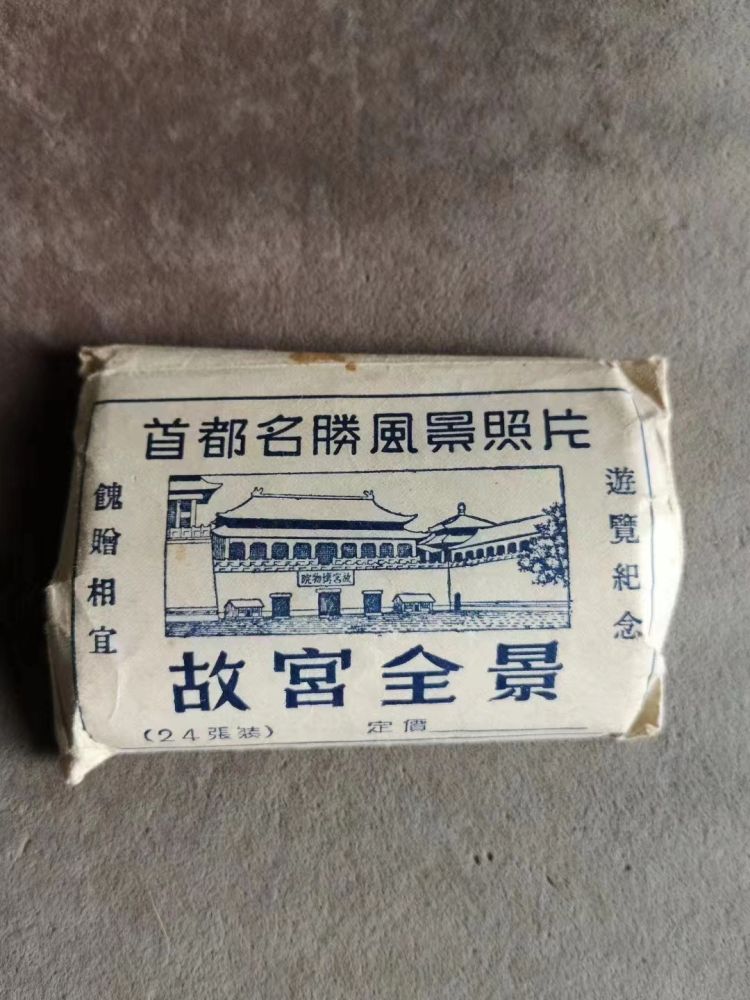 首都名勝風景照片
遊覽紀念
餽贈相宜
故宮博物院
故宮全景
(24張裝) 定價